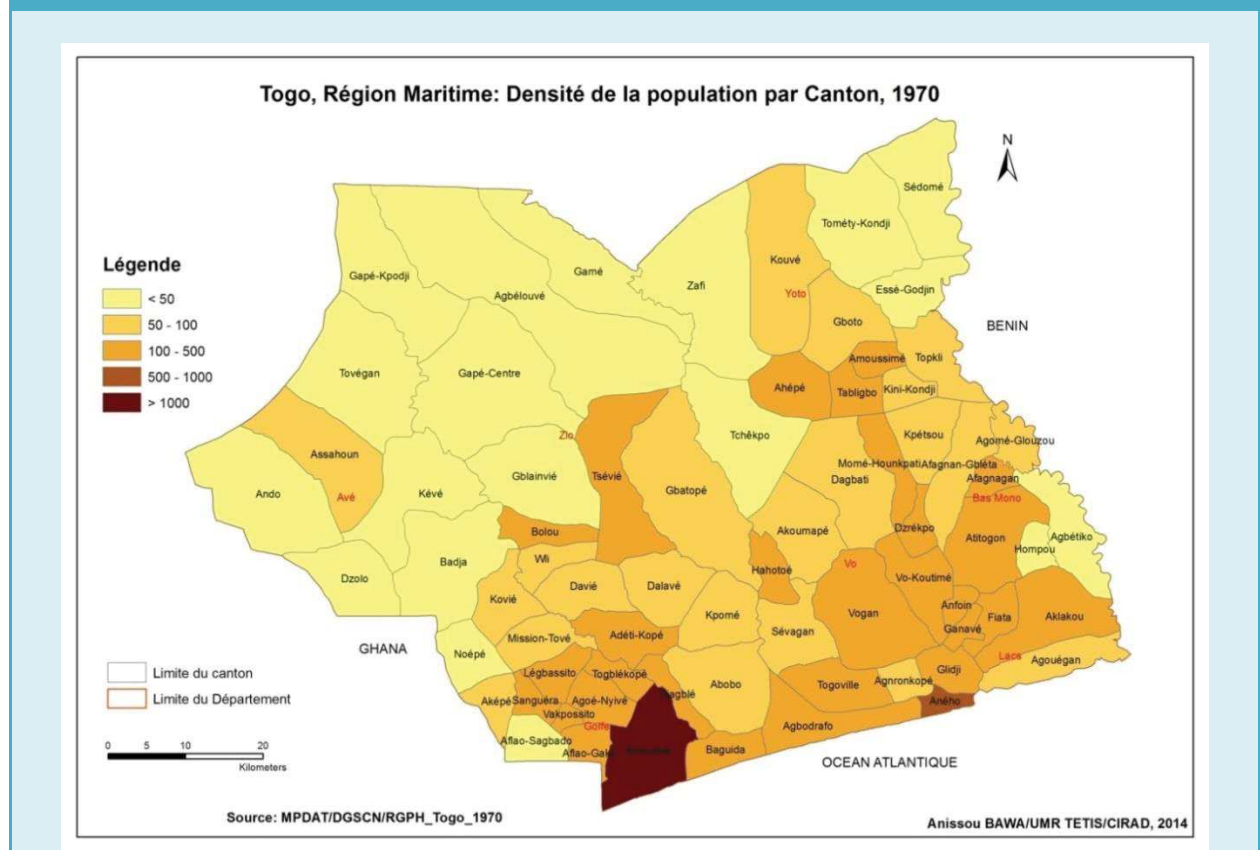 Togo, Région Maritime: Densité de la population par Canton, 1970
N
Sédomé
Tométy-Kondji
Kouvé
Gamé
Zafi
Gapé-Kpodji
Agbélouvé
Essé-Godjin
Yoto
Gboto
BENIN
Légende
< 50
50 - 100
100 - 500
500 - 1000
> 1000
Amoussimé
Topkli
Tovégan
Gapé-Centre
Ahépé
Tabligbo
Kini-Kondji
Zio
Tchêkpo
Kpétsou
Agomé-Glouzou
Assahoun
Momé-Hounkpati
Afagnan-Gbléta
Gblainvié
Tsévié
Gbatopé
Dagbati
Afagnagan
Ando
Avé
Kévé
Bas Mono
Bolou
Akoumapé
Dzrékpo
Atitogon
Agbétiko
Hompou
Wli
Badja
Hahotoé
Vo
Dzolo
Davié
Dalavé
Vo-Koutimé
Kovié
Kpomé
Vogan
Anfoin
Fiata
Aklakou
Ganavé
Sévagan
Mission-Tové
Adéti-Kopé
GHANA
Noépé
Lacs
Agouégan
Légbassito
Togblékopé
Glidji
Limite du canton
Togoville
Agnronkopé
Abobo
Limite du Département
Aképé
Sanguéra
Agoé-Nyivé
Aného
Vakpossito
Golfe
Agbodrafo
Aflao-Sagbado
Baguida
OCEAN ATLANTIQUE
0 5 10 20
Kilometers
Source: MPDAT/DGSCN/RGPH_Togo_1970
Anissou BAWA/UMR TETIS/CIRAD, 2014